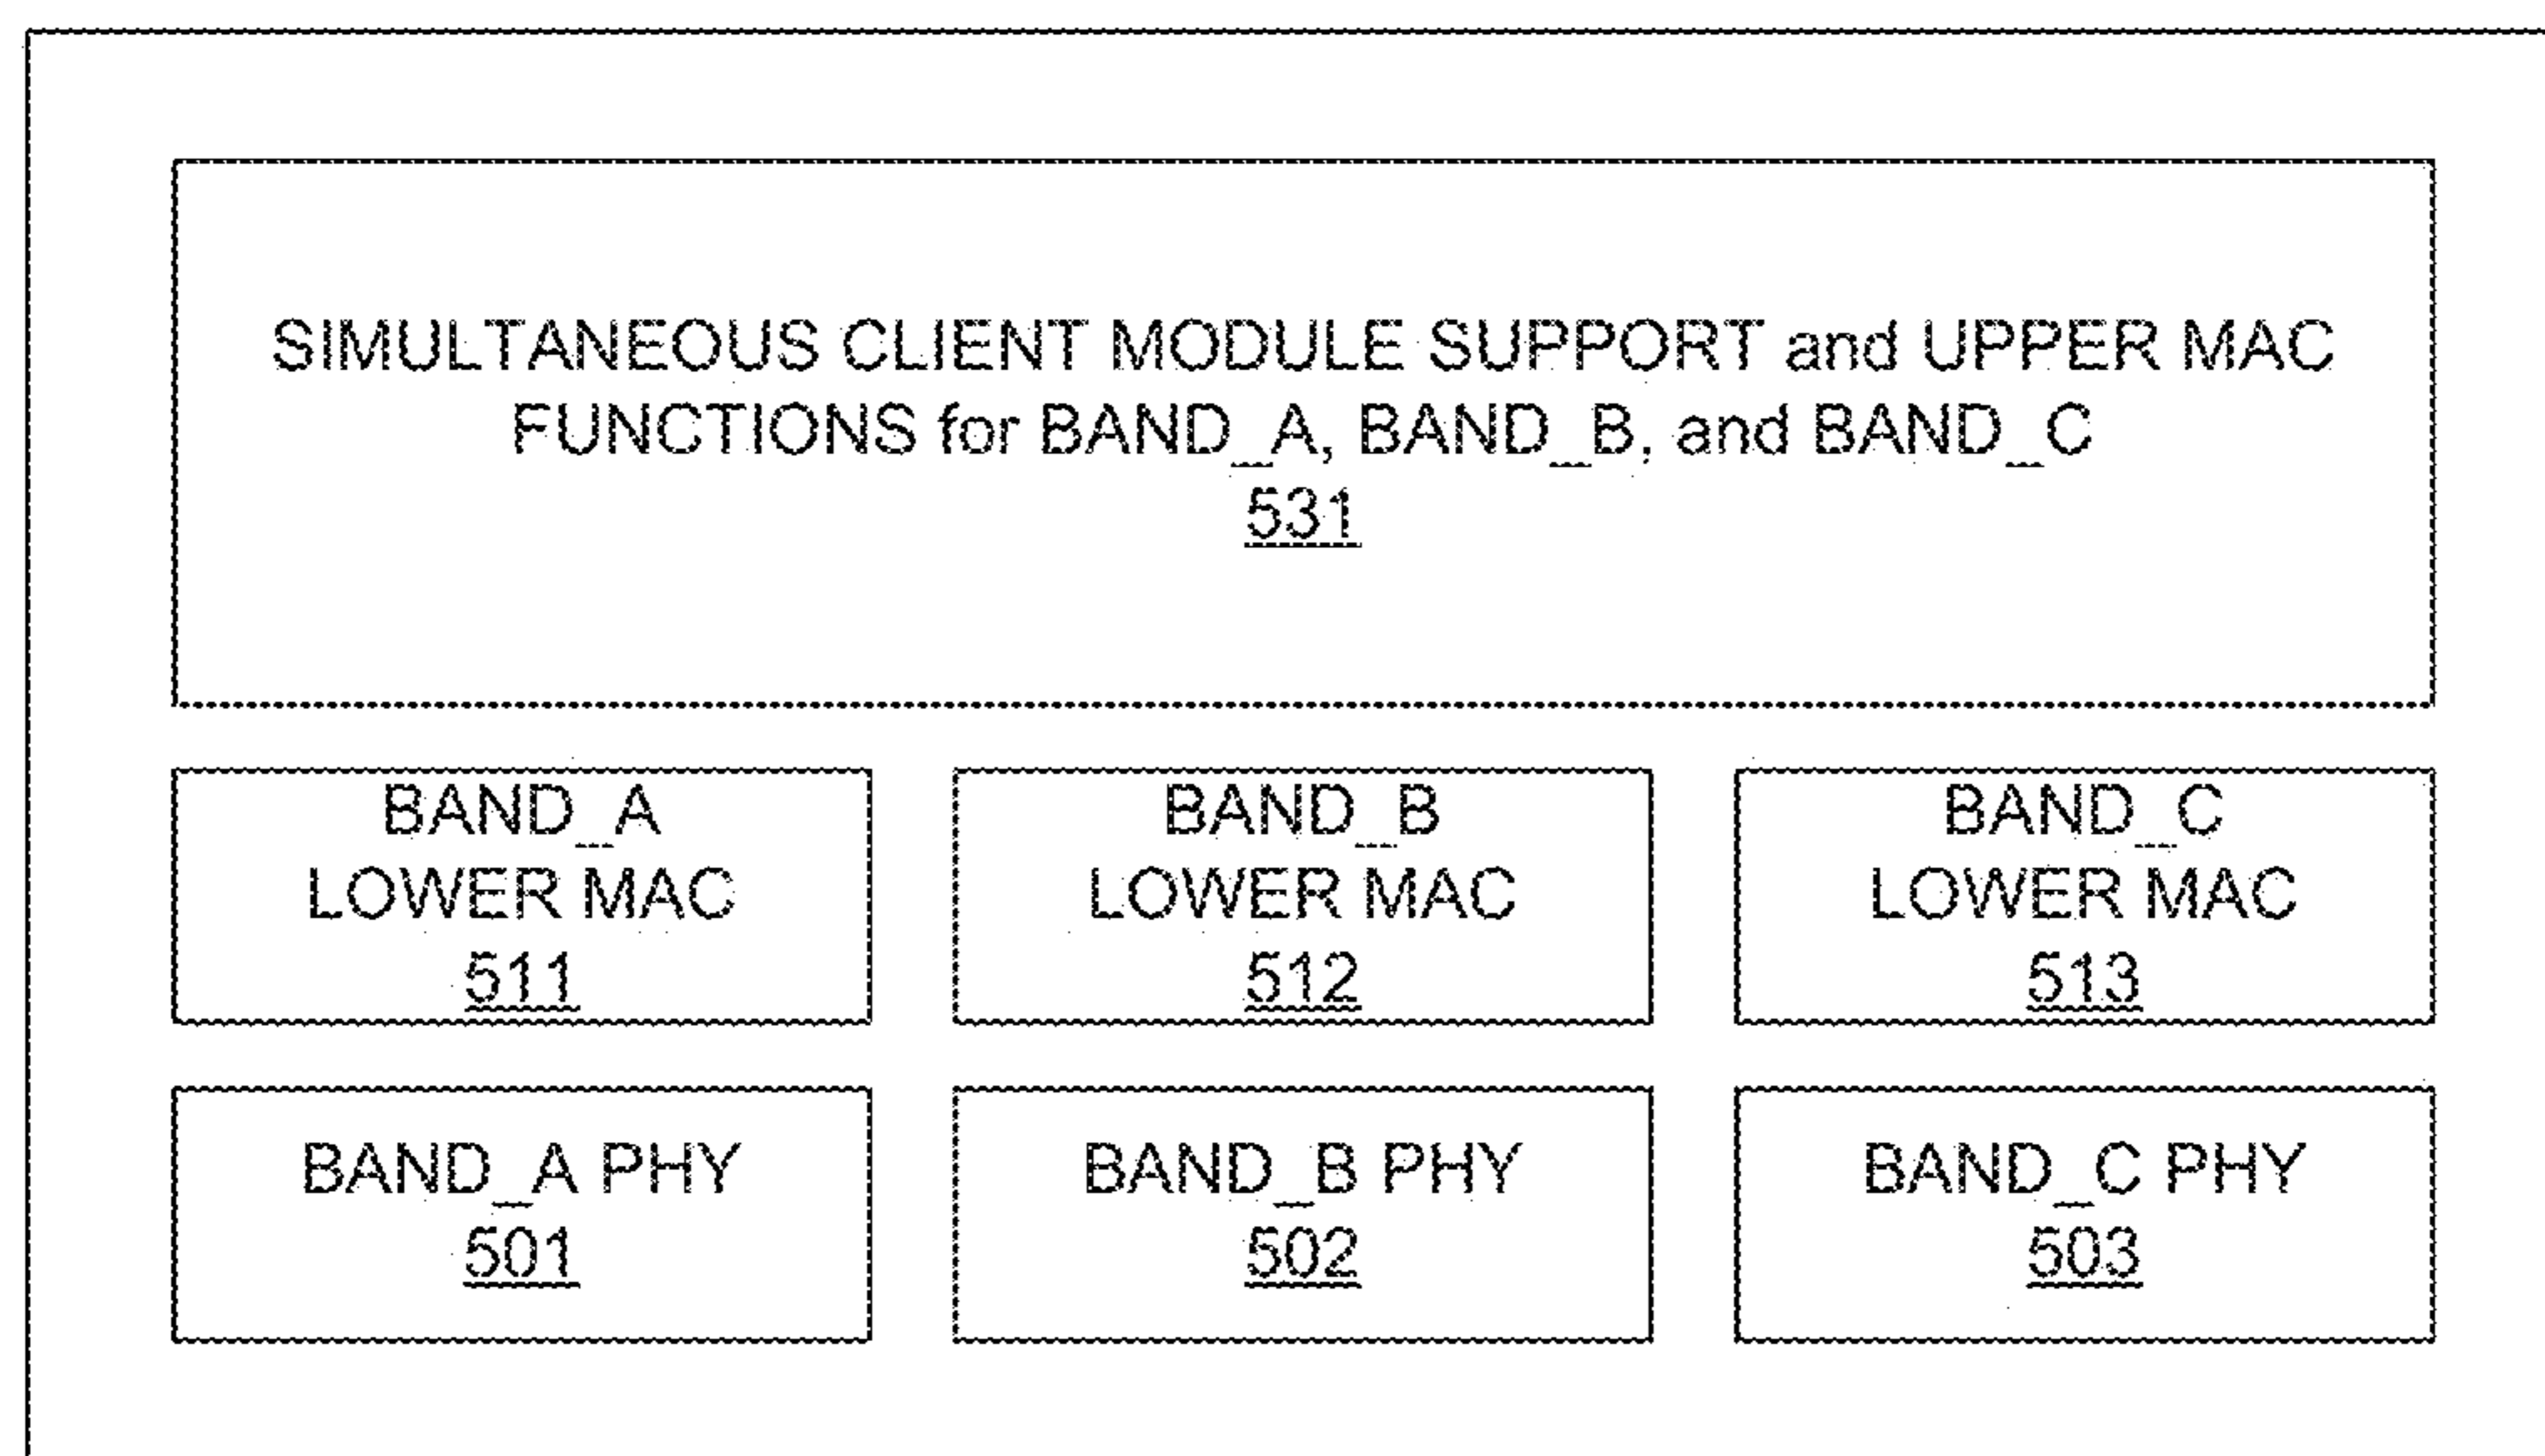 SIMULTANEOUS CLIENT MODULE SUPPORT and UPPER MAC
FUNCTIONS for BAND_A, BAND_B, and BAND_C
531
BAND_A
LOWER MAC
511
BAND_B
LOWER MAC
512
BAND_C
LOWER MAC
513
BAND_A PHY
501
BAND_B PHY
502
BAND_C PHY
503